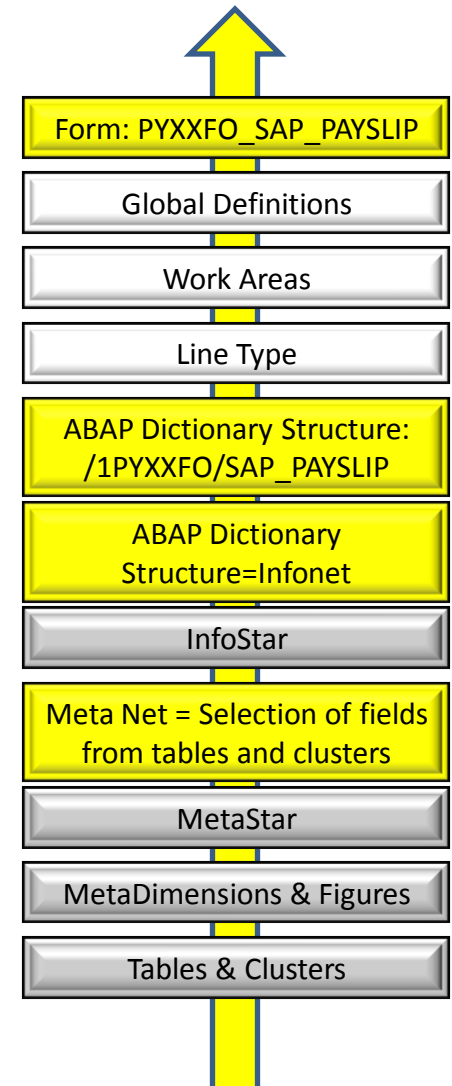 Form: PYXXFO_SAP_PAYSLIP
Global Definitions
Work Areas
Line Type
ABAP Dictionary Structure:
/1PYXXFO/SAP_PAYSLIP
ABAP Dictionary
Structure=Infonet
InfoStar
Meta Net = Selection of fields
from tables and clusters
MetaStar
MetaDimensions & Figures
Tables & Clusters